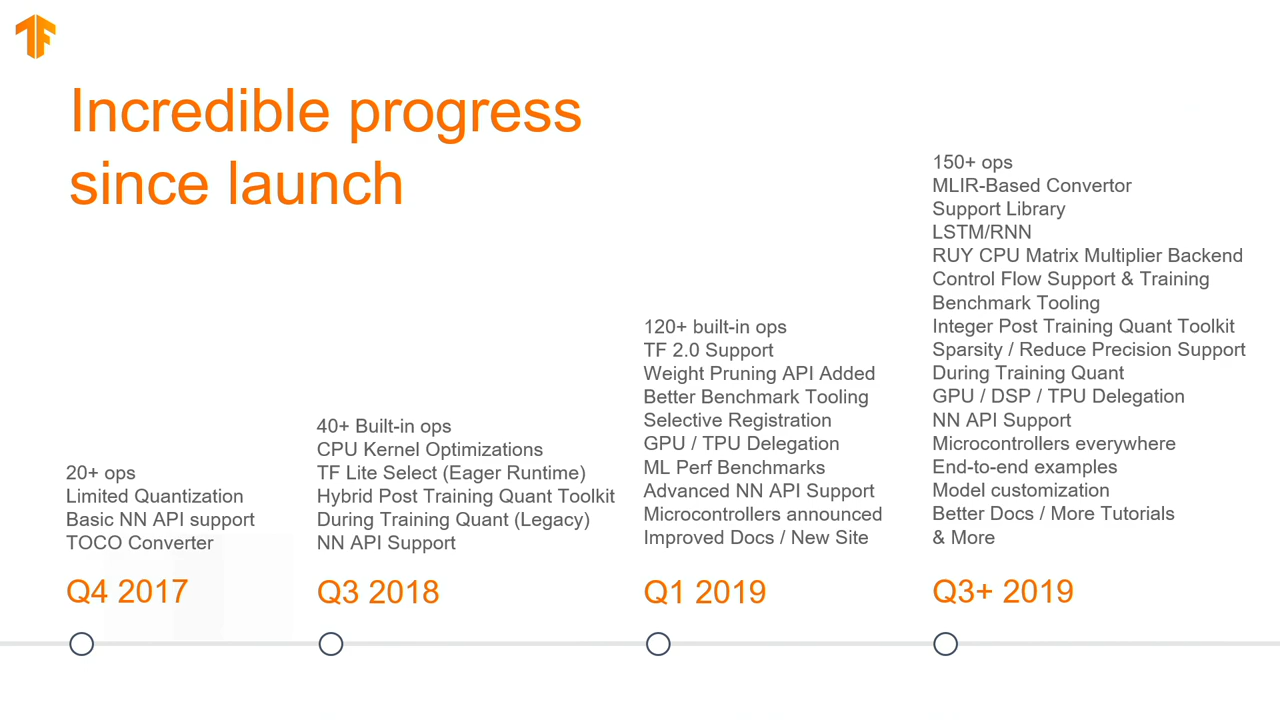 Incredible progress
since launch
20+ ops
Limited Quantization
Basic NN API support
TOCO Converter
Q4 2017
40+ Built-in ops
CPU Kernel Optimizations
TF Lite Select (Eager Runtime)
Hybrid Post Training Quant Toolkit
During Training Quant (Legacy)
NN API Support
Q3 2018
120+ built-in ops
TF 2.0 Support
Weight Pruning API Added
Better Benchmark Tooling
Selective Registration
GPU / TPU Delegation
ML Perf Benchmarks
Advanced NN API Support
Microcontrollers announced
Improved Docs / New Site
Q1 2019
150+ ops
MLIR-Based Convertor
Support Library
LSTM/RNN
RUY CPU Matrix Multiplier Backend
Control Flow Support & Training
Benchmark Tooling
Integer Post Training Quant Toolkit
Sparsity / Reduce Precision Support
During Training Quant
GPU / DSP / TPU Delegation
NN API Support
Microcontrollers everywhere
End-to-end examples
Model customization
Better Docs / More Tutorials
& More
Q3+ 2019